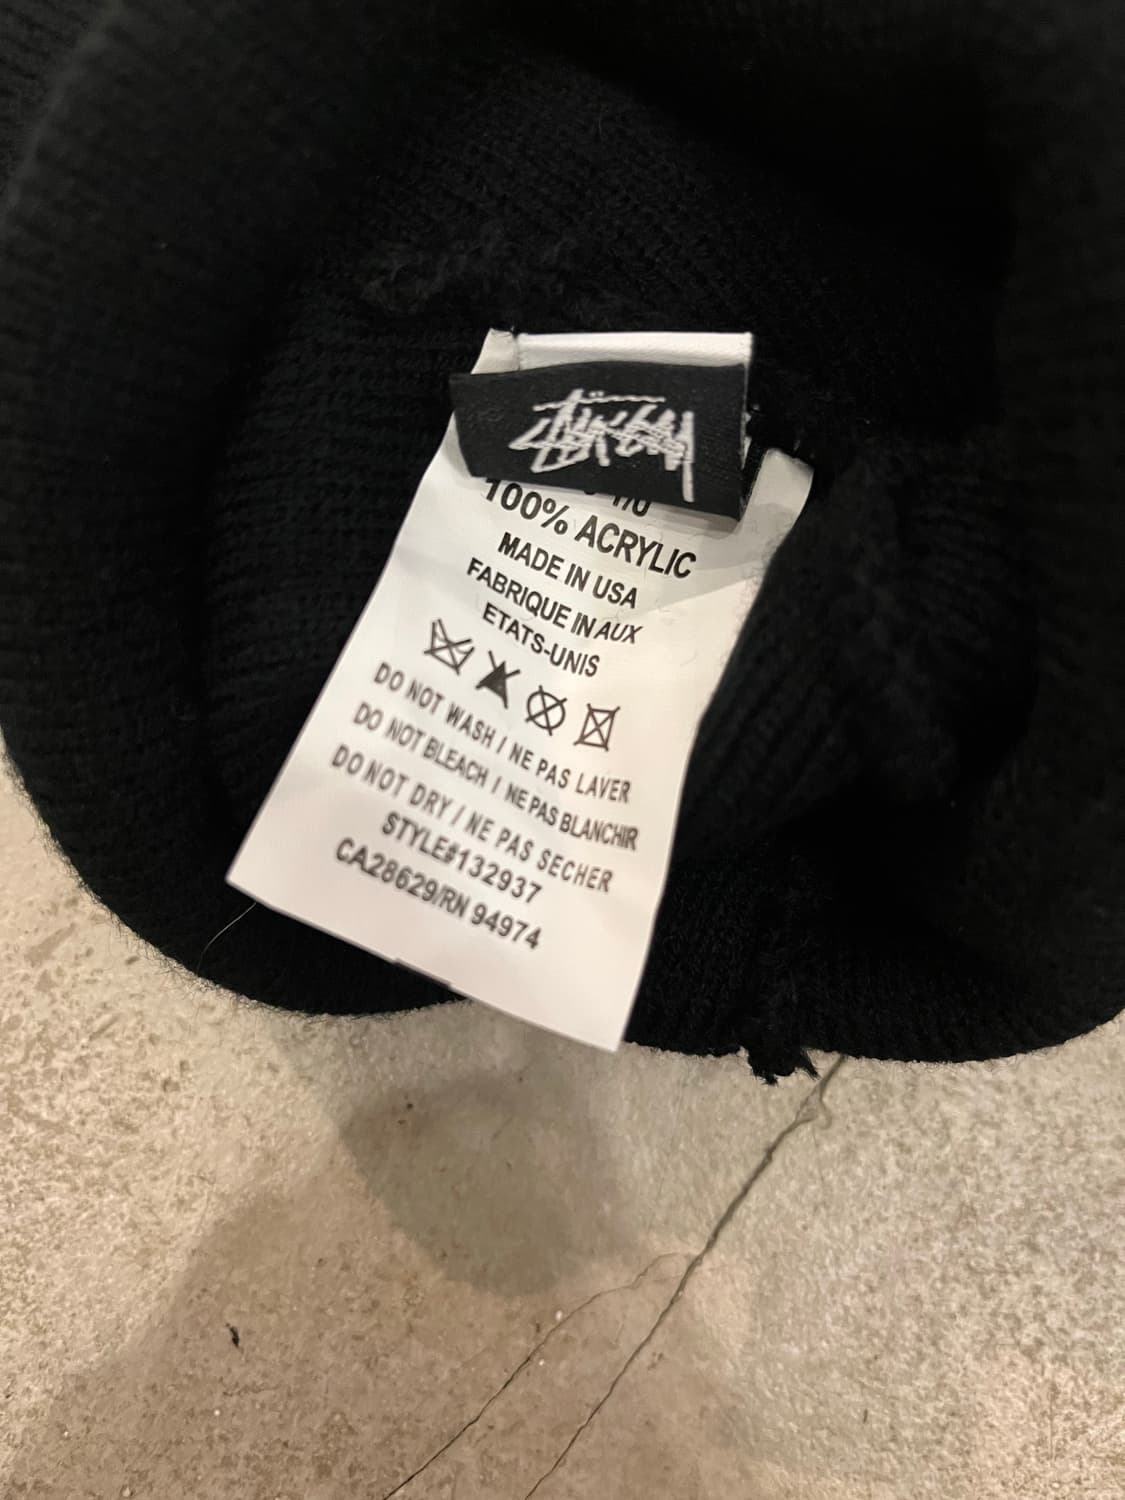 Stüssy
100% ACRYLIC
MADE IN USA
FABRIQUE IN AUX
ETATS-UNIS
DO NOT WASH / NE PAS LAVER
DO NOT BLEACH / NE PAS BLANCHIR
DO NOT DRY / NE PAS SECHER
STYLE#132937
CA28629/RN 94974